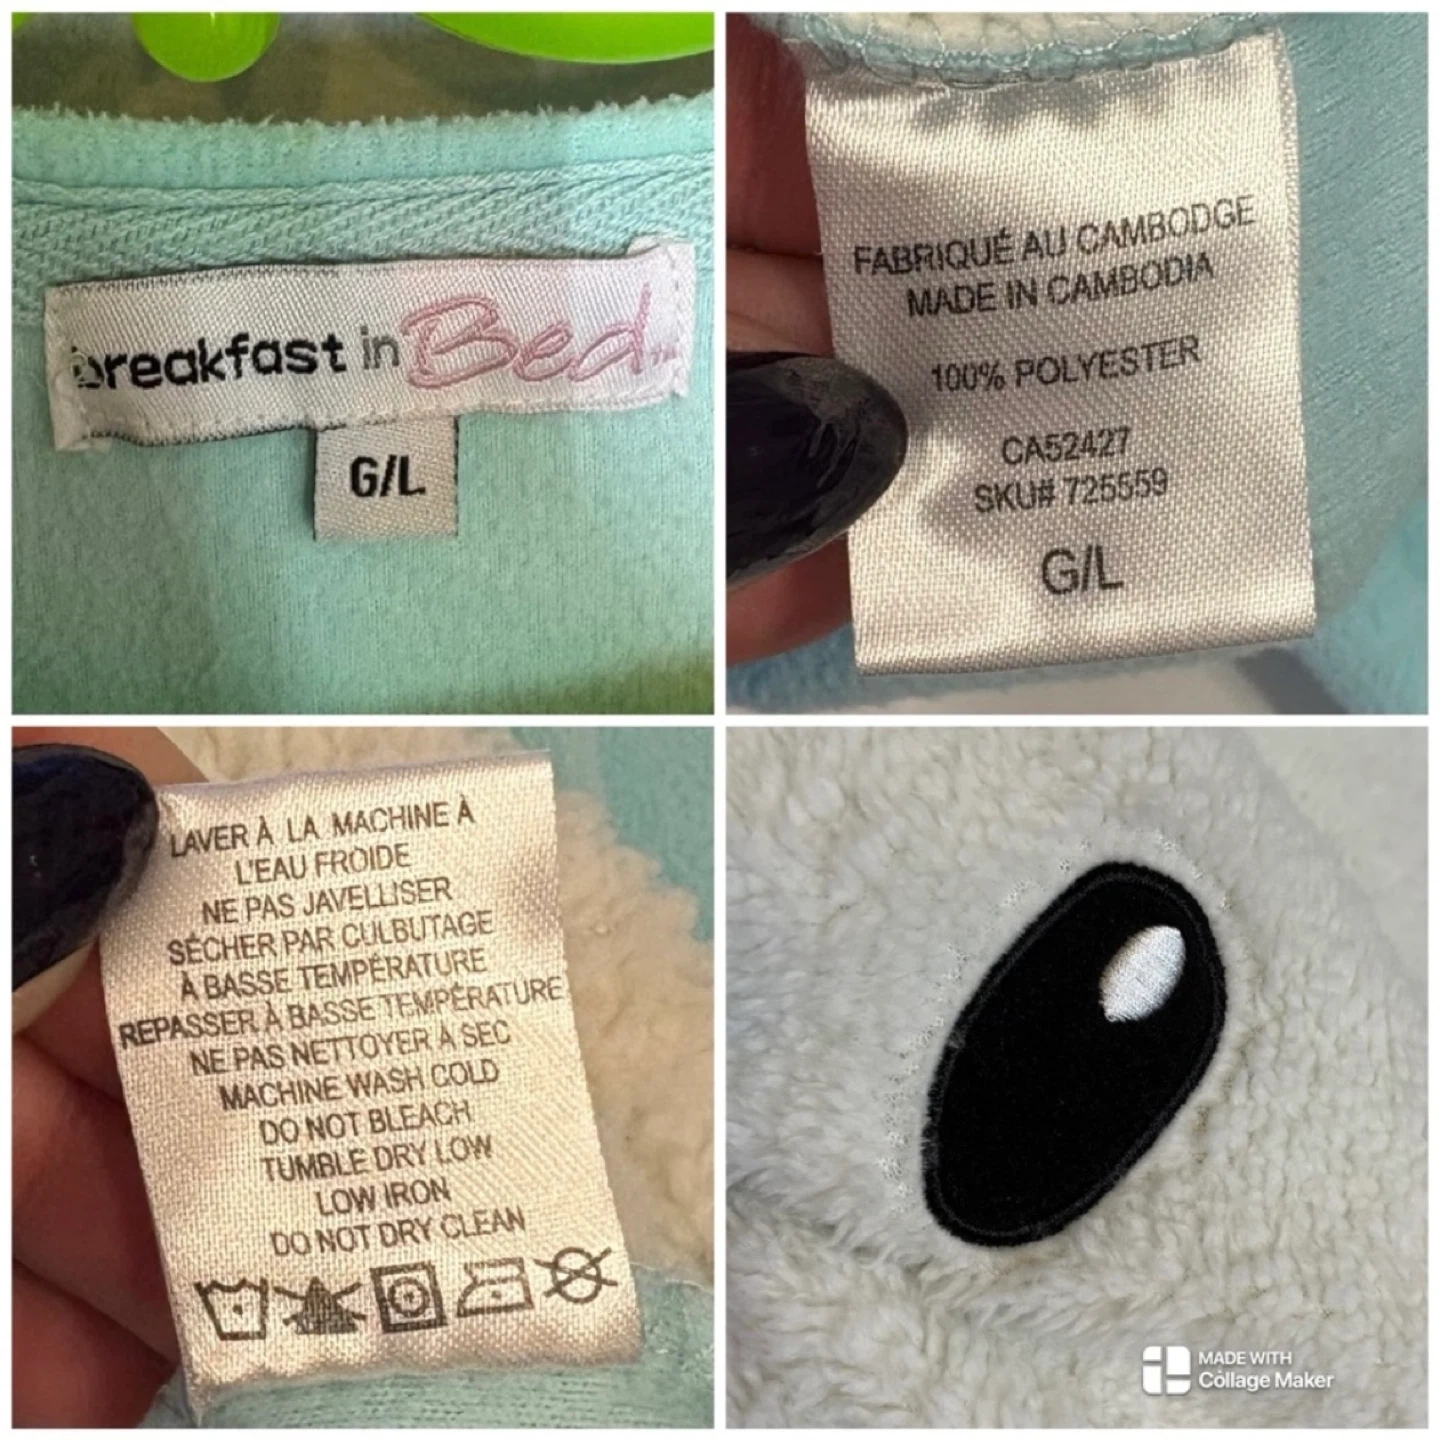 breakfast in Bed™
G/L
FABRIQUÉ AU CAMBODGE
MADE IN CAMBODIA
100% POLYESTER
CA52427
SKU# 725559
G/L
LAVER À LA MACHINE À
L'EAU FROIDE
NE PAS JAVELLISER
SÉCHER PAR CULBUTAGE
À BASSE TEMPÉRATURE
REPASSER À BASSE TEMPÉRATURE
NE PAS NETTOYER À SEC
MACHINE WASH COLD
DO NOT BLEACH
TUMBLE DRY LOW
LOW IRON
DO NOT DRY CLEAN
MADE WITH
Collage Maker